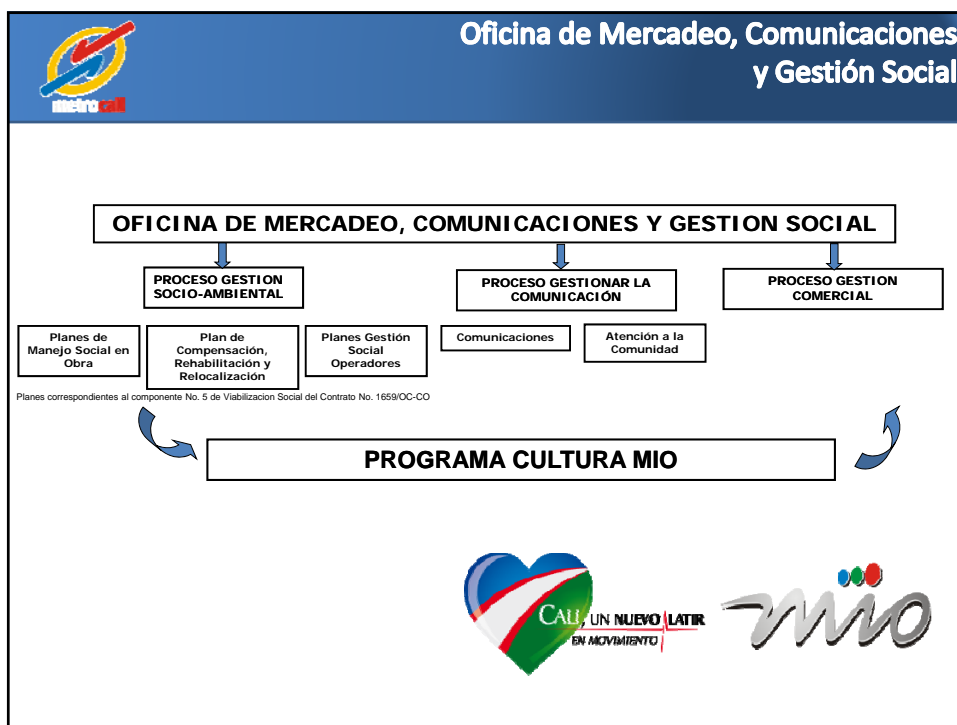 Oficina de Mercadeo, Comunicaciones
y Gestión Social
metrocali
OFICINA DE MERCADEO, COMUNICACIONES Y GESTION SOCIAL
PROCESO GESTION
SOCIO-AMBIENTAL
PROCESO GESTIONAR LA
COMUNICACIÓN
PROCESO GESTION
COMERCIAL
Planes de
Manejo Social en
Obra
Plan de
Compensación,
Rehabilitación y
Relocalización
Planes Gestión
Social
Operadores
Comunicaciones
Atención a la
Comunidad
Planes correspondientes al componente No. 5 de Viabilizacion Social del Contrato No. 1659/OC-CO
PROGRAMA CULTURA MIO
CALI, UN NUEVO LATIR
EN MOVIMIENTO
mio